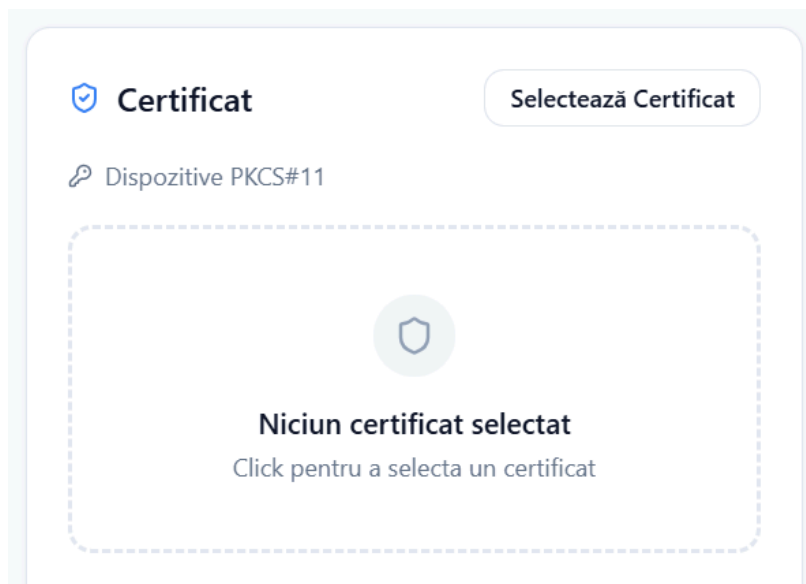 Certificat
Selectează Certificat
Dispozitive PKCS#11
Niciun certificat selectat
Click pentru a selecta un certificat